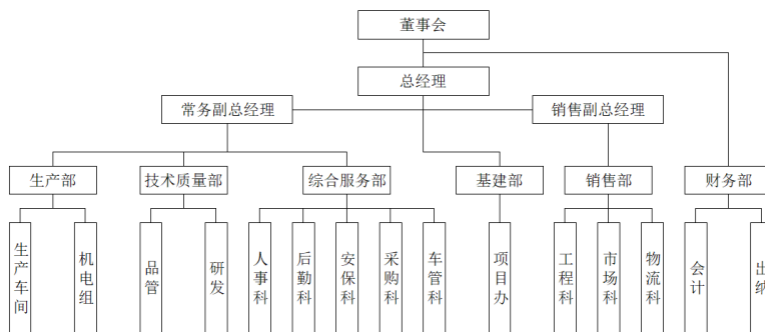 董事会
总经理
常务副总经理
销售副总经理
生产部
技术质量部
综合服务部
基建部
销售部
财务部
生产车间
机电组
品管
研发
人事科
后勤科
安保科
采购科
车管科
项目办
工程科
市场科
物流科
会计
出纳